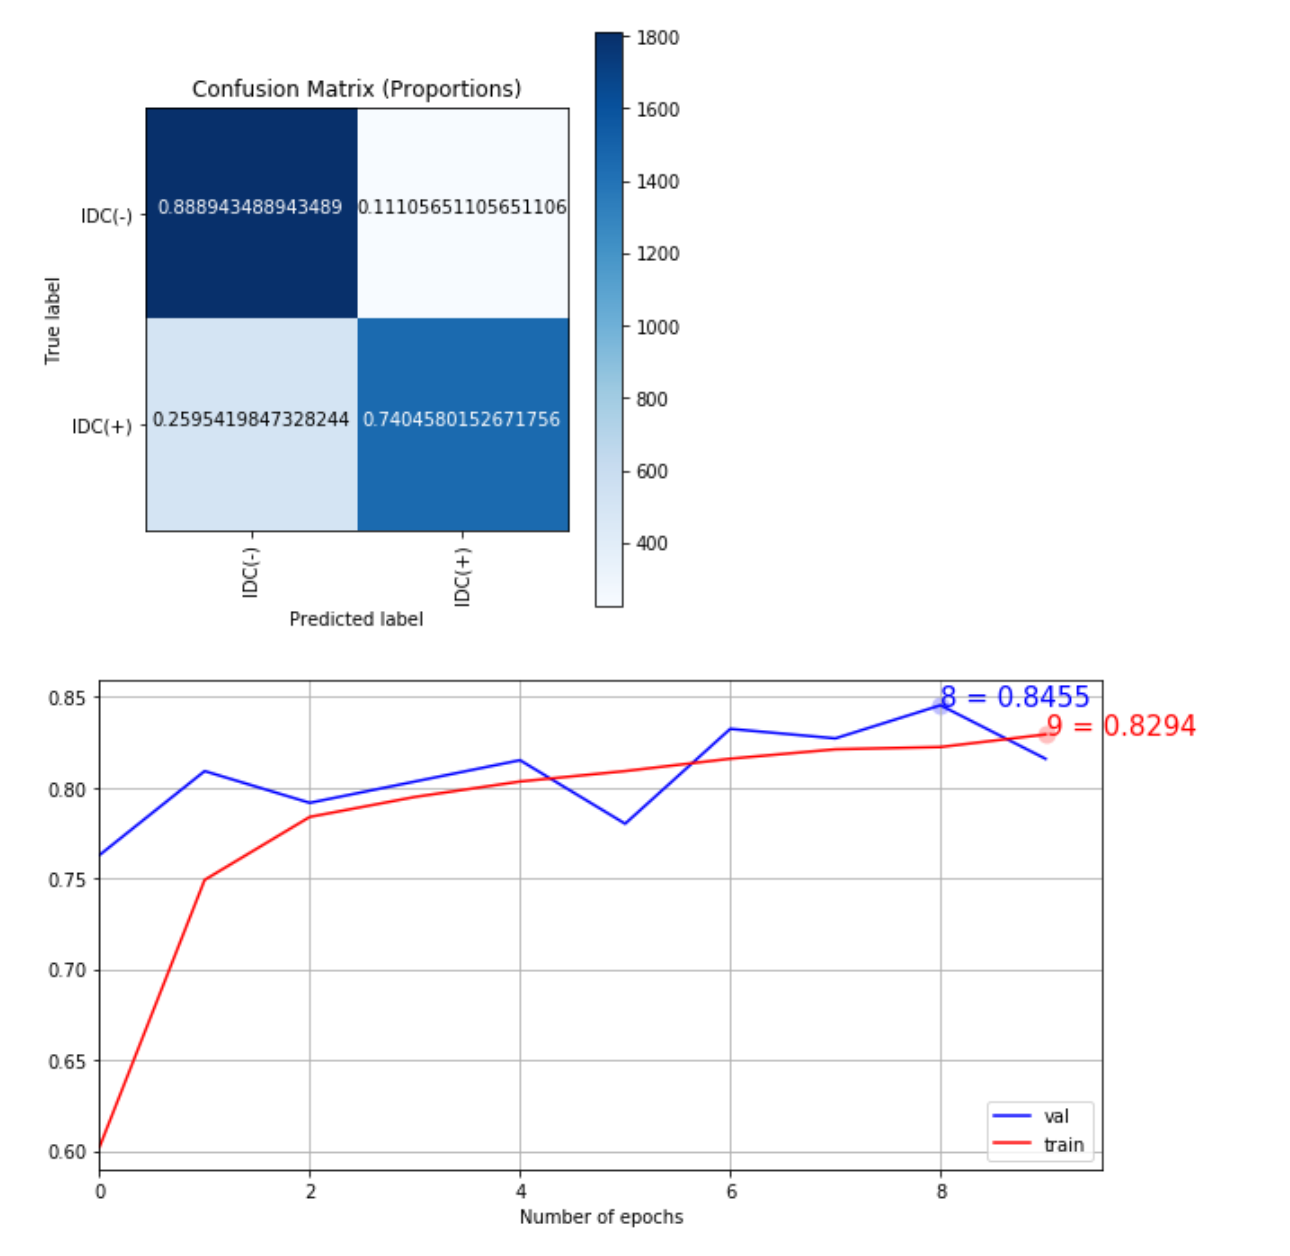 Confusion Matrix (Proportions)
1800
1600
1400
1200
1000
800
600
400
True label
IDC(-)
0.888943488943489
0.11105651105651106
IDC(+)
0.2595419847328244
0.7404580152671756
IDC(-)
IDC(+)
Predicted label
0.85
0.80
0.75
0.70
0.65
0.60
8 = 0.8455
9 = 0.8294
val
train
0
2
4
6
8
Number of epochs